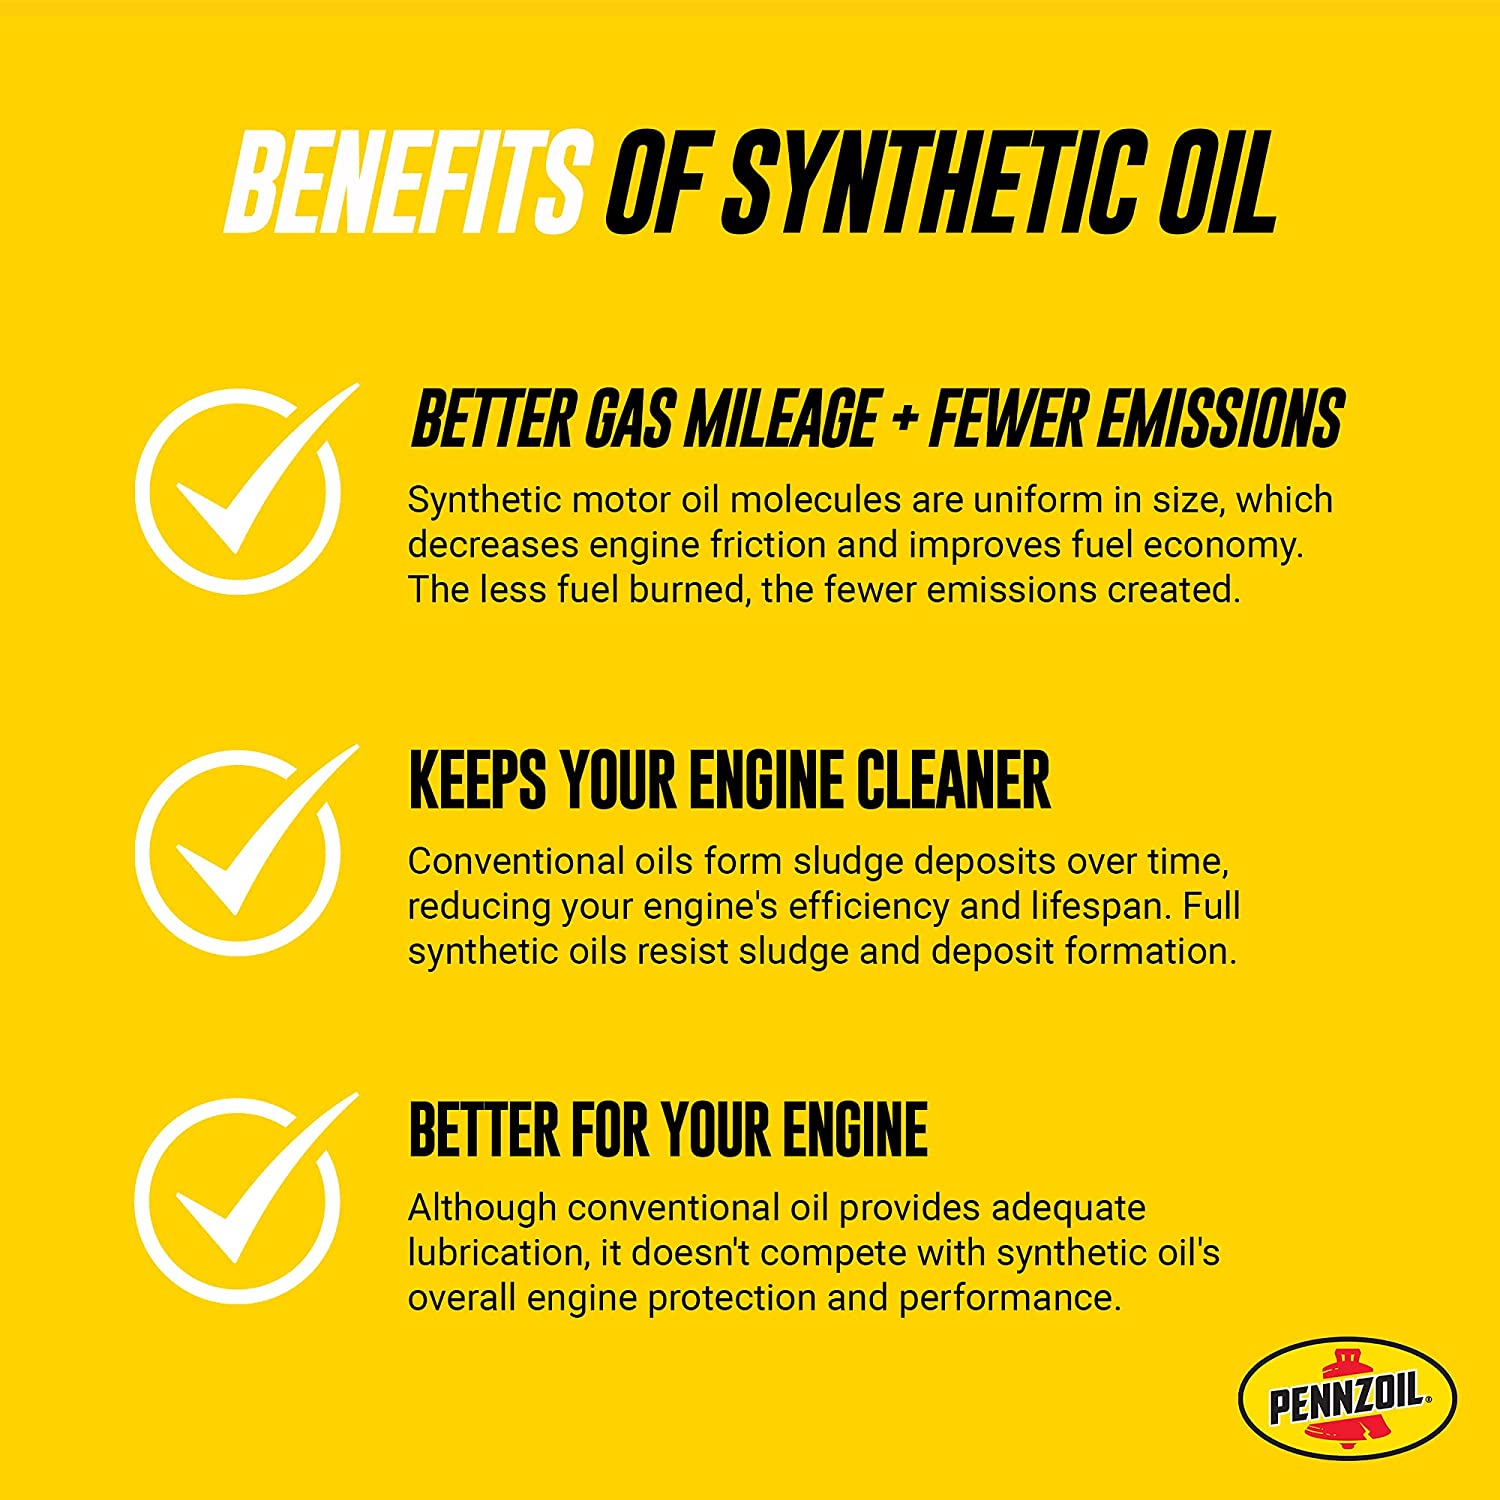 BENEFITS OF SYNTHETIC OIL
BETTER GAS MILEAGE + FEWER EMISSIONS
Synthetic motor oil molecules are uniform in size, which
decreases engine friction and improves fuel economy.
The less fuel burned, the fewer emissions created.
KEEPS YOUR ENGINE CLEANER
Conventional oils form sludge deposits over time,
reducing your engine's efficiency and lifespan. Full
synthetic oils resist sludge and deposit formation.
BETTER FOR YOUR ENGINE
Although conventional oil provides adequate
lubrication, it doesn't compete with synthetic oil's
overall engine protection and performance.
PENNZOIL®